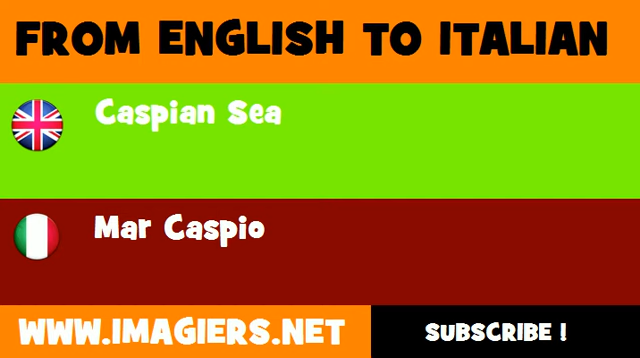 FROM ENGLISH TO ITALIAN
Caspian Sea
Mar Caspio
WWW.IMAGIERS.NET
SUBSCRIBE !